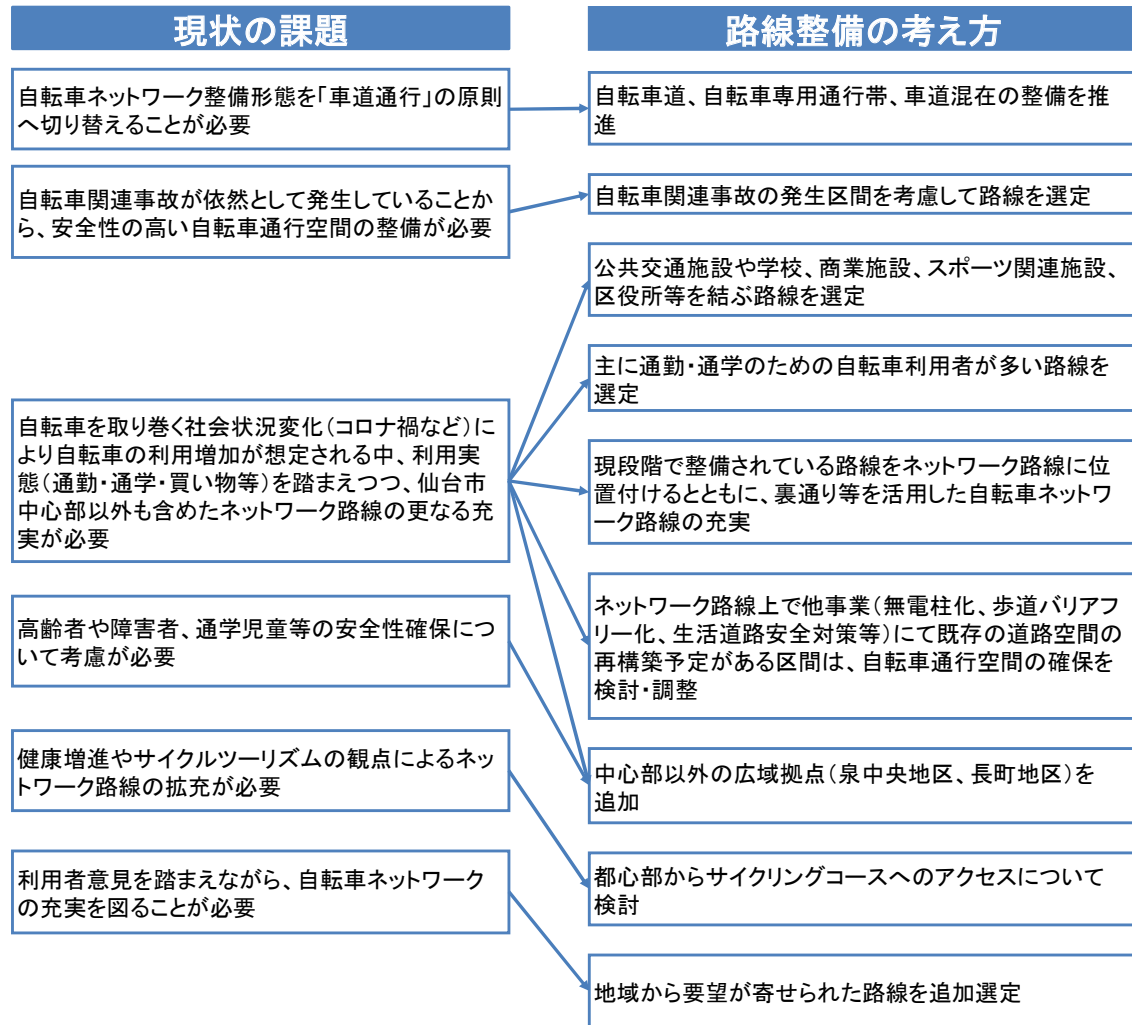 現状の課題
自転車ネットワーク整備形態を「車道通行」の原則
へ切り替えることが必要
自転車関連事故が依然として発生していることか
ら、安全性の高い自転車通行空間の整備が必要
自転車を取り巻く社会状況変化(コロナ禍など)に
より自転車の利用増加が想定される中、利用実
態(通勤・通学・買い物等)を踏まえつつ、仙台市
中心部以外も含めたネットワーク路線の更なる充
実が必要
高齢者や障害者、通学児童等の安全性確保につ
いて考慮が必要
健康増進やサイクルツーリズムの観点によるネッ
トワーク路線の拡充が必要
利用者意見を踏まえながら、自転車ネットワーク
の充実を図ることが必要
路線整備の考え方
自転車道、自転車専用通行帯、車道混在の整備を推
進
自転車関連事故の発生区間を考慮して路線を選定
公共交通施設や学校、商業施設、スポーツ関連施設、
区役所等を結ぶ路線を選定
主に通勤・通学のための自転車利用者が多い路線を
選定
現段階で整備されている路線をネットワーク路線に位
置付けるとともに、裏通り等を活用した自転車ネットワ
ーク路線の充実
ネットワーク路線上で他事業(無電柱化、歩道バリアフ
リー化、生活道路安全対策等)にて既存の道路空間の
再構築予定がある区間は、自転車通行空間の確保を
検討・調整
中心部以外の広域拠点(泉中央地区、長町地区)を
追加
都心部からサイクリングコースへのアクセスについて
検討
地域から要望が寄せられた路線を追加選定